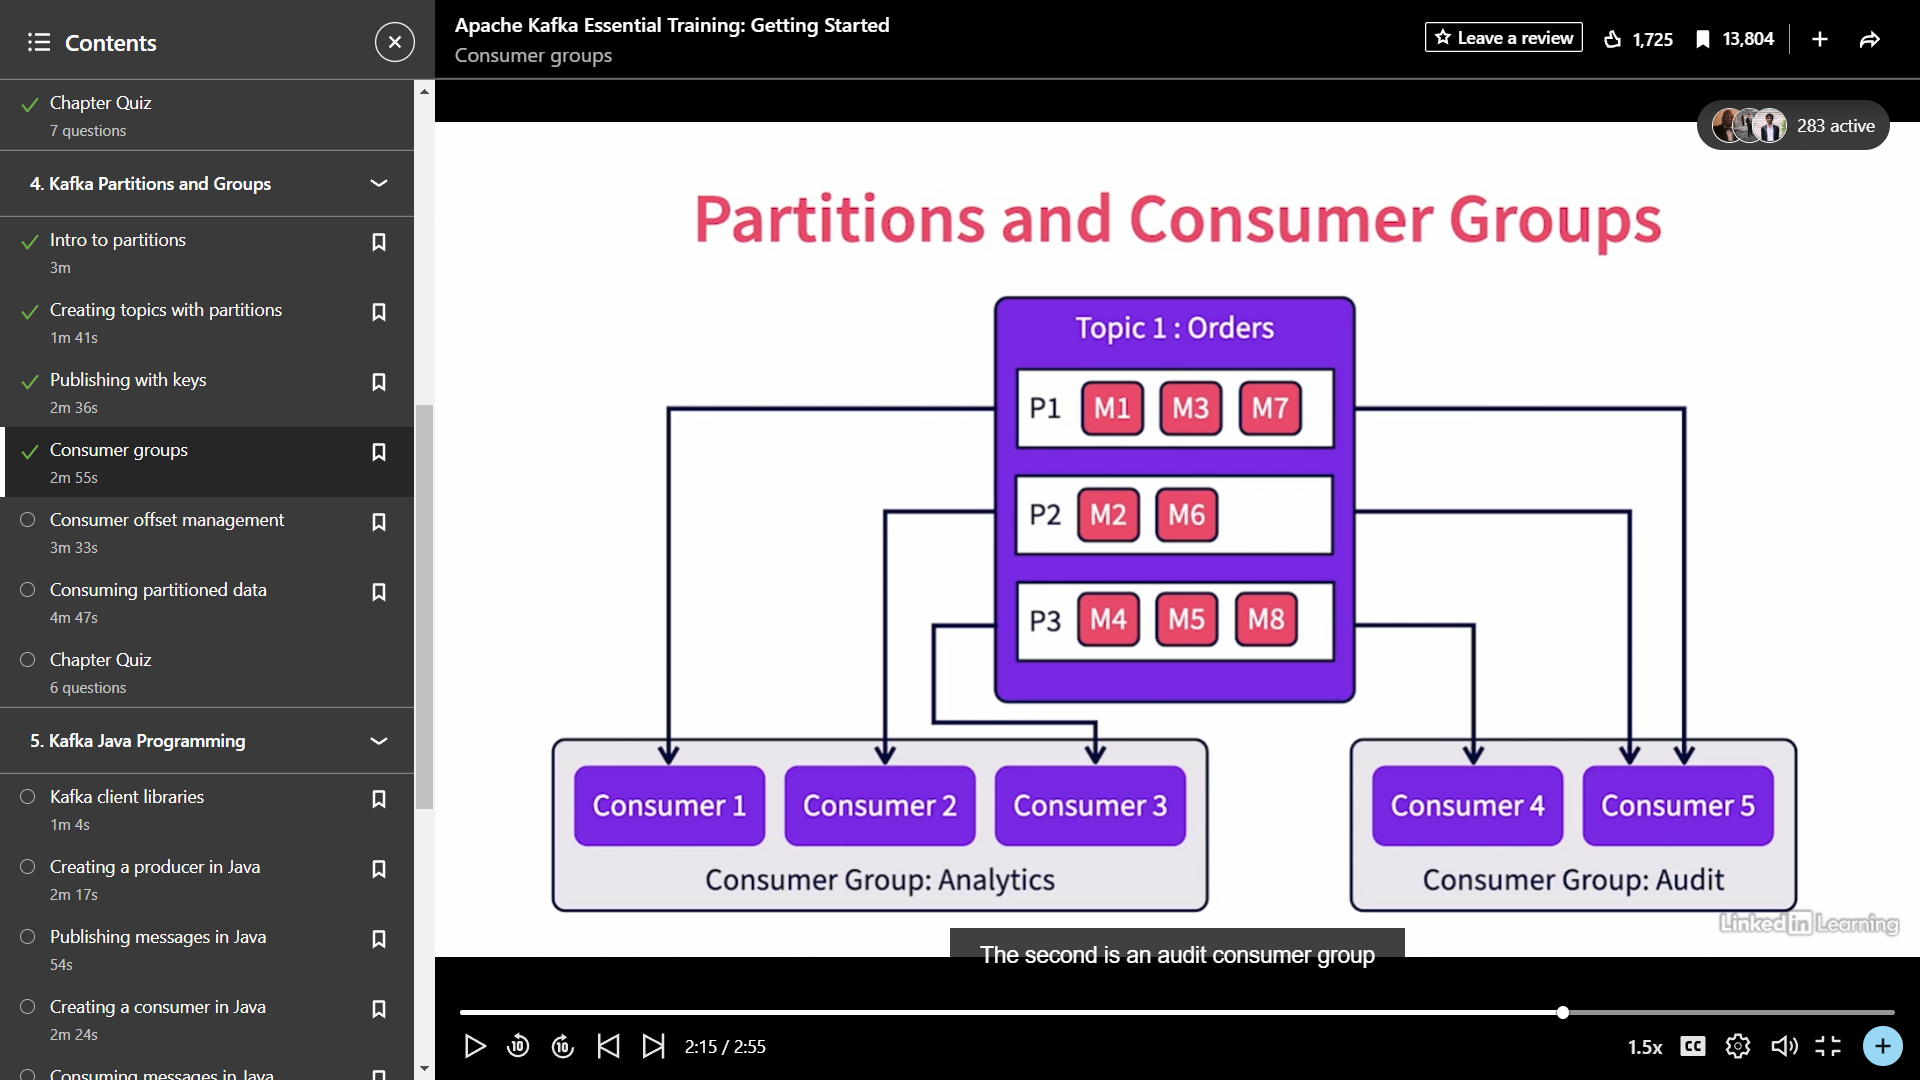 Contents
Chapter Quiz
7 questions
4. Kafka Partitions and Groups
Intro to partitions
3m
Creating topics with partitions
1m 41s
Publishing with keys
2m 36s
Consumer groups
2m 55s
Consumer offset management
3m 33s
Consuming partitioned data
4m 47s
Chapter Quiz
6 questions
5. Kafka Java Programming
Kafka client libraries
1m 4s
Creating a producer in Java
2m 17s
Publishing messages in Java
54s
Creating a consumer in Java
2m 24s
Consuming messages in Java
Apache Kafka Essential Training: Getting Started
Consumer groups
Leave a review
1,725
13,804
283 active
Partitions and Consumer Groups
Topic 1 : Orders
P1 M1 M3 M7
P2 M2 M6
P3 M4 M5 M8
Consumer 1 Consumer 2 Consumer 3
Consumer Group: Analytics
Consumer 4 Consumer 5
Consumer Group: Audit
Linked in Learning
The second is an audit consumer group
10 10 2:15 / 2:55
1.5x CC